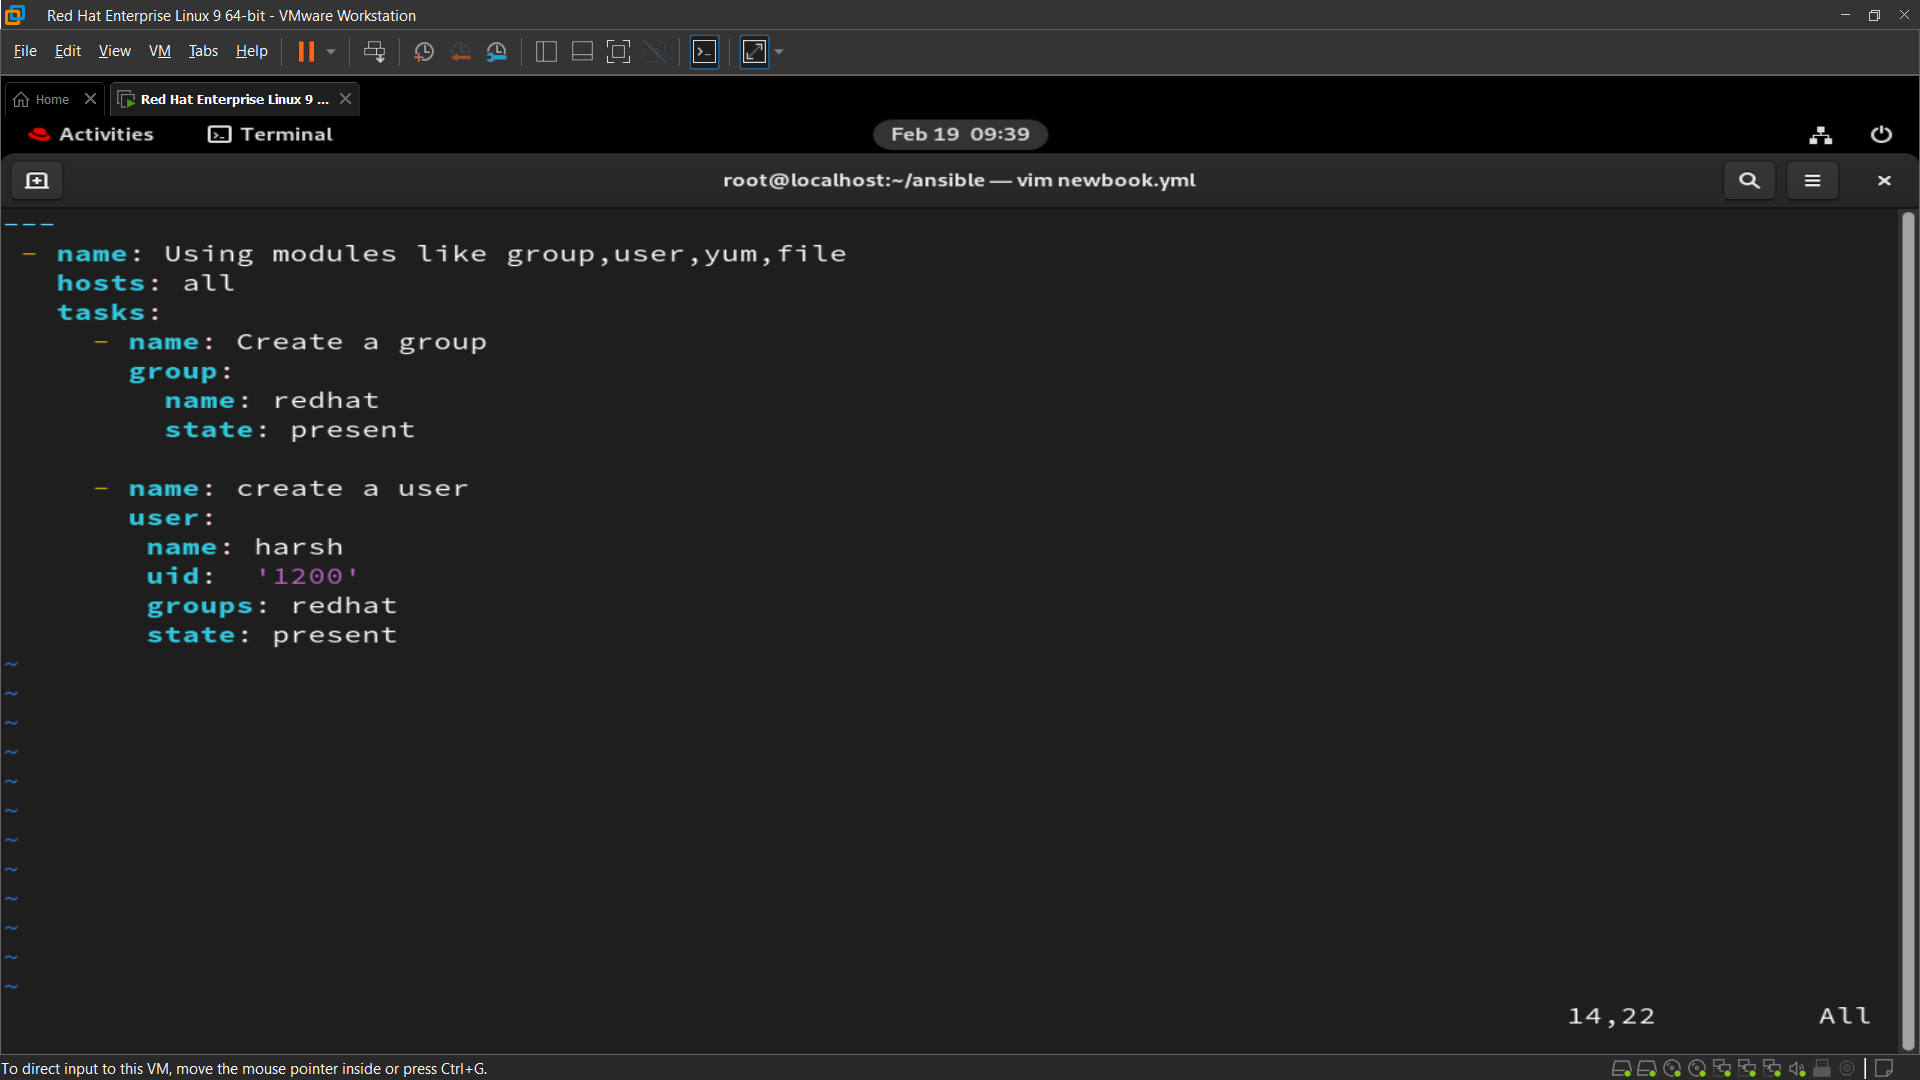 Red Hat Enterprise Linux 9 64-bit - VMware Workstation
File Edit View VM Tabs Help
Home Red Hat Enterprise Linux 9 ...
Activities Terminal Feb 19 09:39
root@localhost:~/ansible — vim newbook.yml
---
 - name: Using modules like group,user,yum,file
   hosts: all
   tasks:
     - name: Create a group
       group:
         name: redhat
         state: present
     - name: create a user
       user:
        name: harsh
        uid:  '1200'
        groups: redhat
        state: present
~
~
~
~
~
~
~
~
~
~
~
~
14,22 All
To direct input to this VM, move the mouse pointer inside or press Ctrl+G.